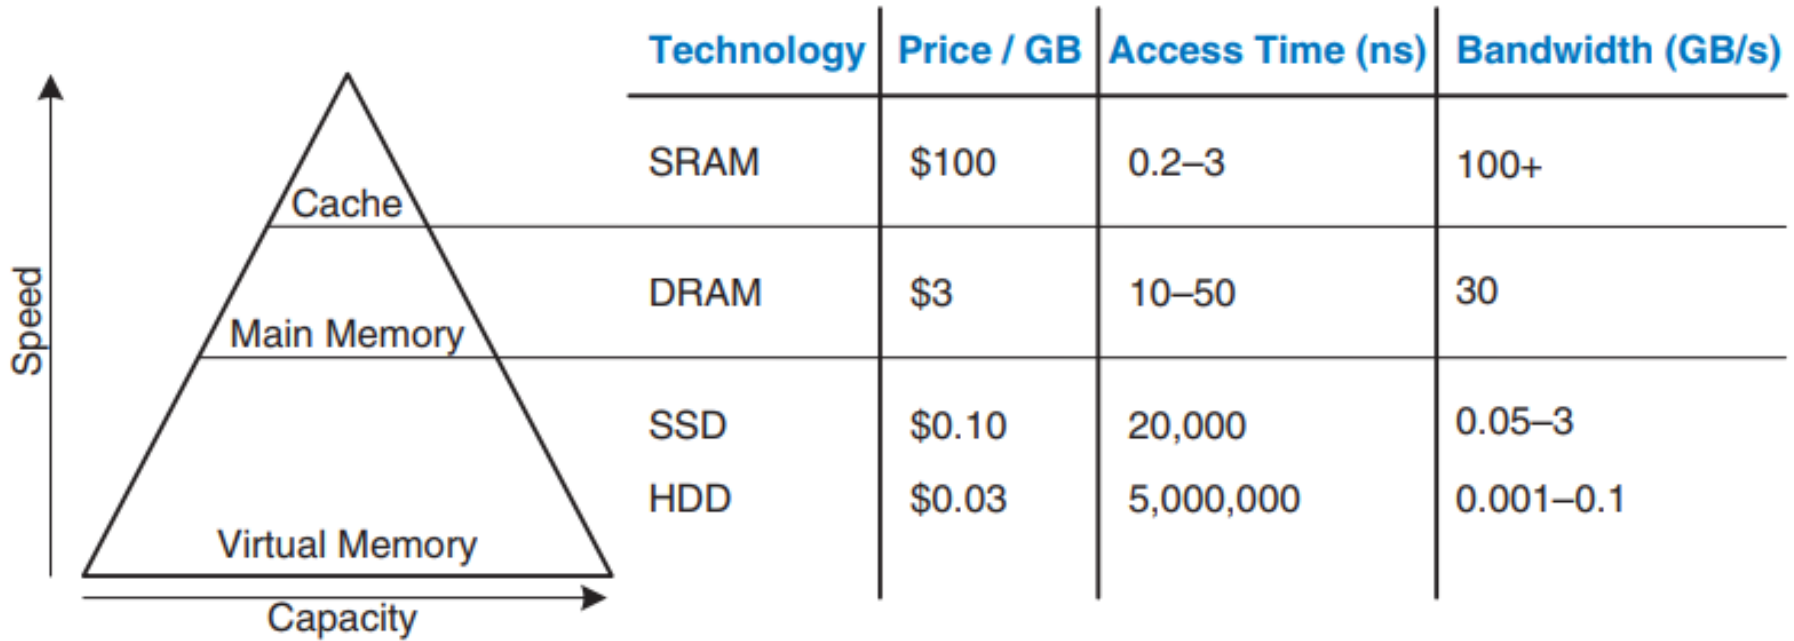 Speed
Cache
Main Memory
Virtual Memory
Capacity
Technology Price / GB Access Time (ns) Bandwidth (GB/s)
SRAM $100 0.2–3 100+
DRAM $3 10–50 30
SSD $0.10 20,000 0.05–3
HDD $0.03 5,000,000 0.001–0.1